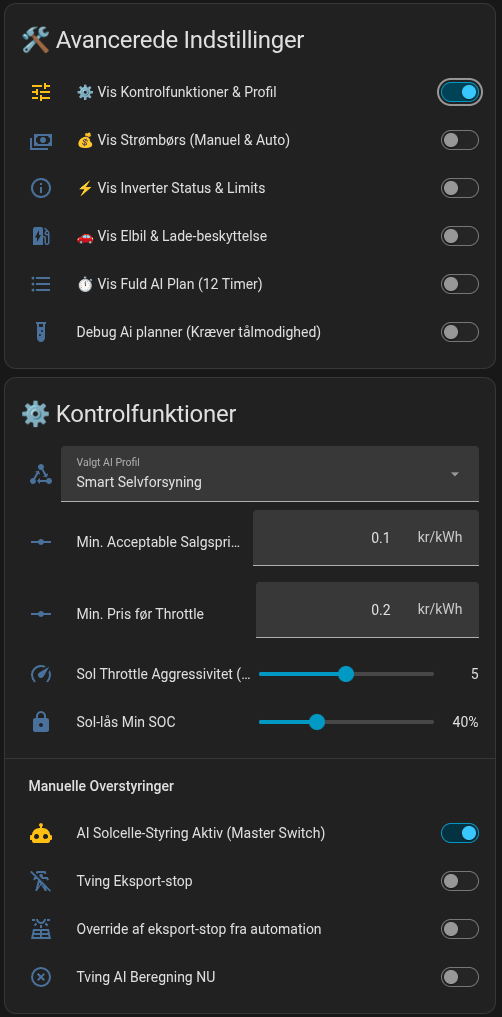 🛠️ Avancerede Indstillinger
⚙️ Vis Kontrolfunktioner & Profil
💰 Vis Strømbørs (Manuel & Auto)
⚡ Vis Inverter Status & Limits
🚗 Vis Elbil & Lade-beskyttelse
⏱️ Vis Fuld AI Plan (12 Timer)
Debug Ai planner (Kræver tålmodighed)
⚙️ Kontrolfunktioner
Valgt AI Profil
Smart Selvforsyning
Min. Acceptable Salgspri… 0.1 kr/kWh
Min. Pris før Throttle 0.2 kr/kWh
Sol Throttle Aggressivitet (… 5
Sol-lås Min SOC 40%
Manuelle Overstyringer
AI Solcelle-Styring Aktiv (Master Switch)
Tving Eksport-stop
Override af eksport-stop fra automation
Tving AI Beregning NU